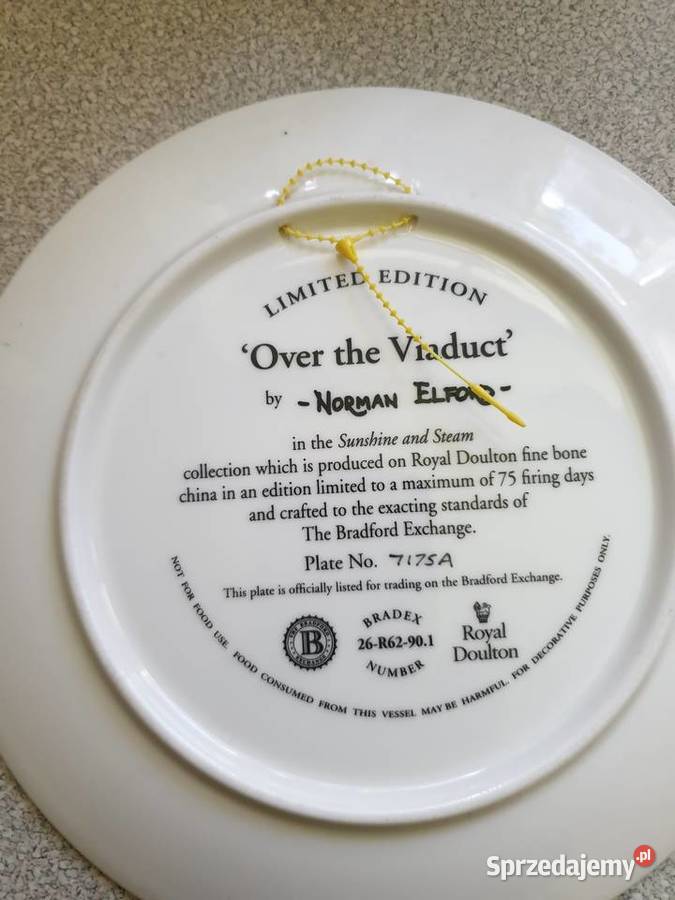 LIMITED EDITION
‘Over the Viaduct’
by - NORMAN ELFORD -
in the Sunshine and Steam
collection which is produced on Royal Doulton fine bone
china in an edition limited to a maximum of 75 firing days
and crafted to the exacting standards of
The Bradford Exchange.
Plate No. 7175A
This plate is officially listed for trading on the Bradford Exchange.
THE BRADFORD
B
EXCHANGE
BRADEX
26-R62-90.1
NUMBER
Royal
Doulton
NOT FOR FOOD USE. FOOD CONSUMED FROM THIS VESSEL MAY BE HARMFUL. FOR DECORATIVE PURPOSES ONLY.
Sprzedajemy.pl